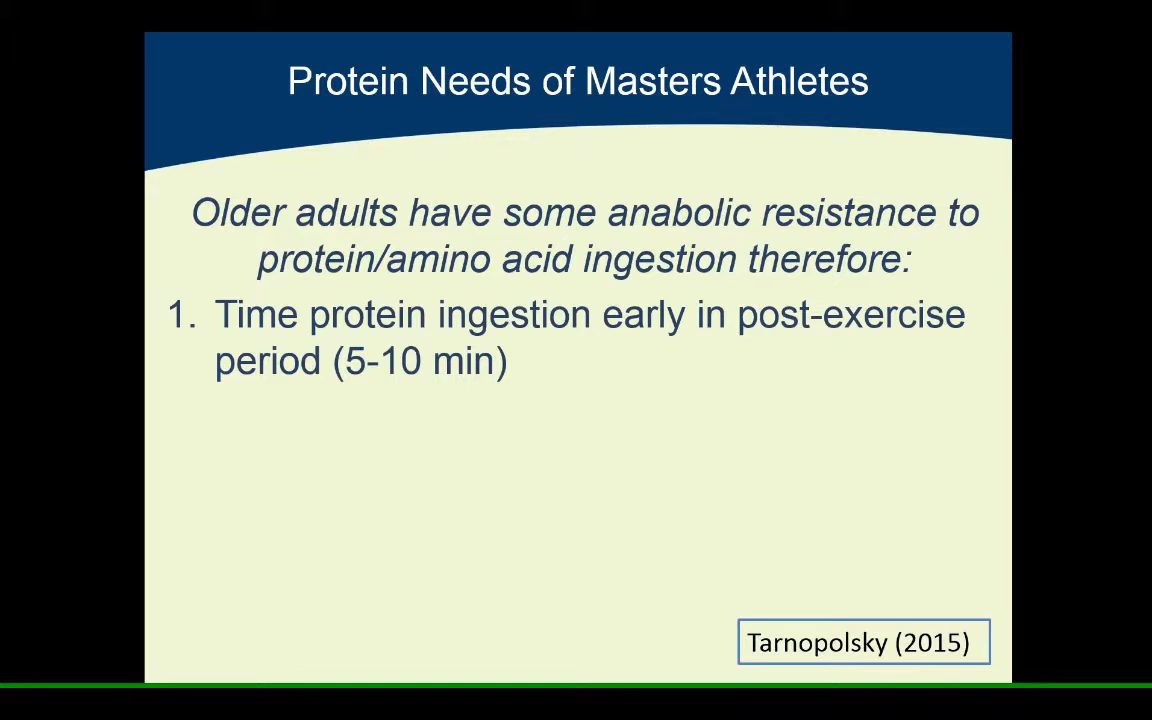 Protein Needs of Masters Athletes
Older adults have some anabolic resistance to
protein/amino acid ingestion therefore:
1. Time protein ingestion early in post-exercise
period (5-10 min)
Tarnopolsky (2015)